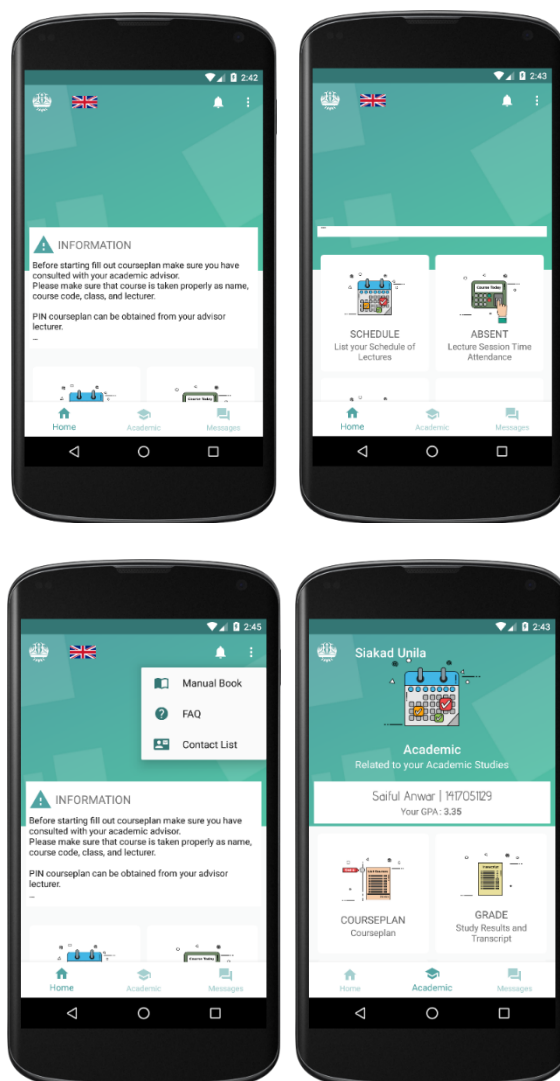 2:42
INFORMATION
Before starting fill out courseplan make sure you have
consulted with your academic advisor.
Please make sure that course is taken properly as name,
course code, class, and lecturer.
PIN courseplan can be obtained from your advisor
lecturer.
–
Home
Academic
Messages
2:43
–
Course Today
SCHEDULE
List your Schedule of
Lectures
ABSENT
Lecture Session Time
Attendance
Home
Academic
Messages
2:45
Manual Book
FAQ
Contact List
INFORMATION
Before starting fill out courseplan make sure you have
consulted with your academic advisor.
Please make sure that course is taken properly as name,
course code, class, and lecturer.
PIN courseplan can be obtained from your advisor
lecturer.
–
Home
Academic
Messages
2:43
Siakad Unila
Academic
Related to your Academic Studies
Saiful Anwar | 1417051129
Your GPA : 3.35
COURSEPLAN
Courseplan
GRADE
Study Results and
Transcript
Home
Academic
Messages